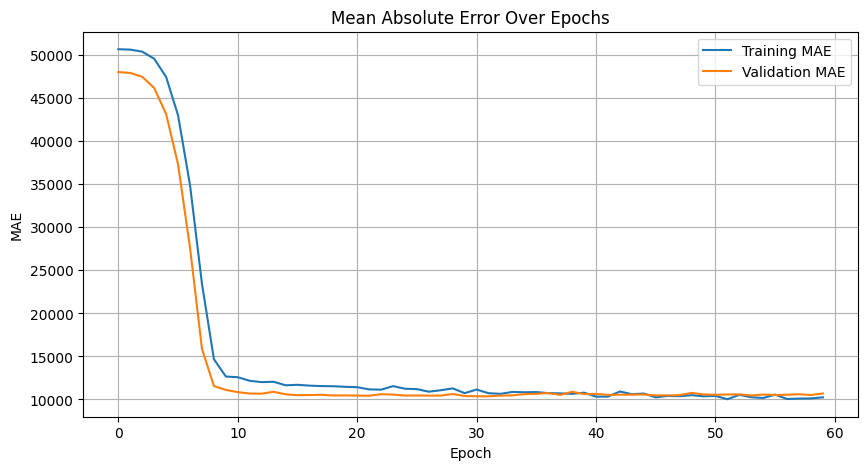 Mean Absolute Error Over Epochs
Training MAE
Validation MAE
MAE
50000
45000
40000
35000
30000
25000
20000
15000
10000
0 10 20 30 40 50 60
Epoch